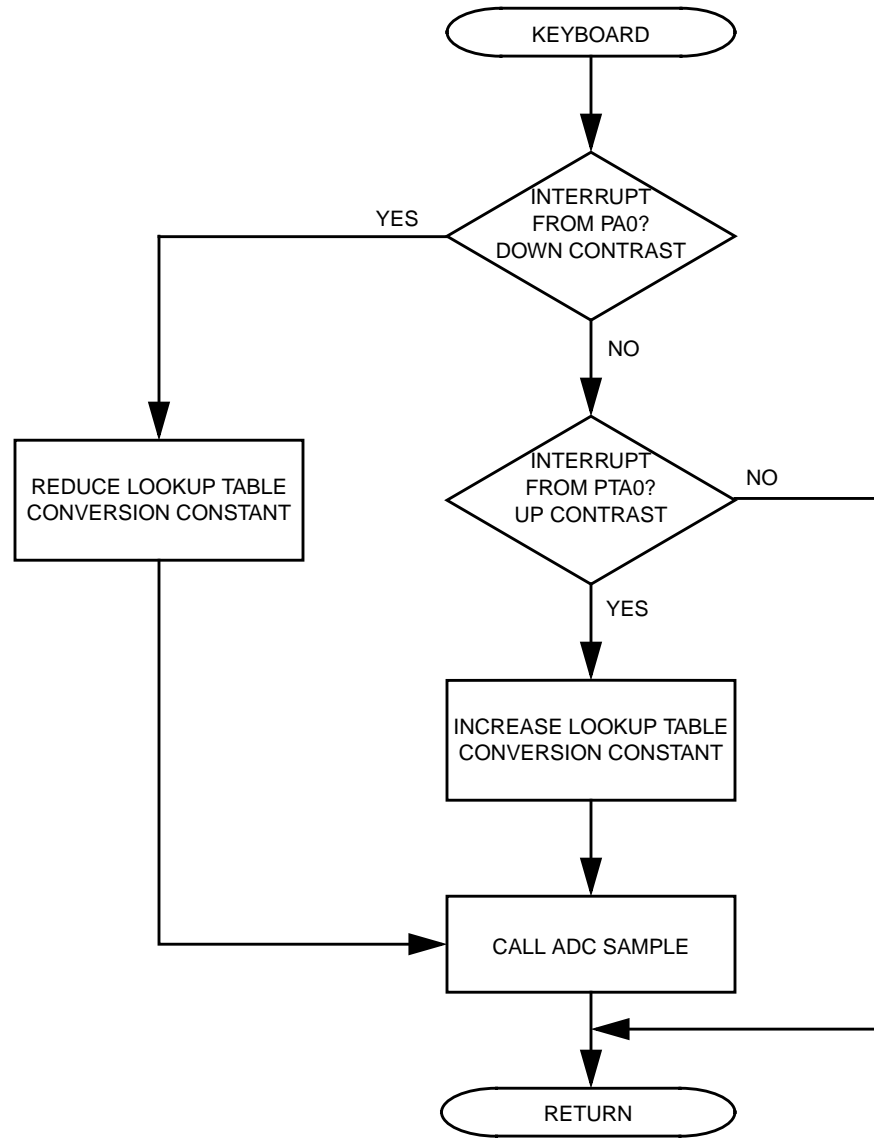 KEYBOARD
INTERRUPT
FROM PA0?
DOWN CONTRAST
YES
NO
REDUCE LOOKUP TABLE
CONVERSION CONSTANT
INTERRUPT
FROM PTA0?
UP CONTRAST
NO
YES
INCREASE LOOKUP TABLE
CONVERSION CONSTANT
CALL ADC SAMPLE
RETURN